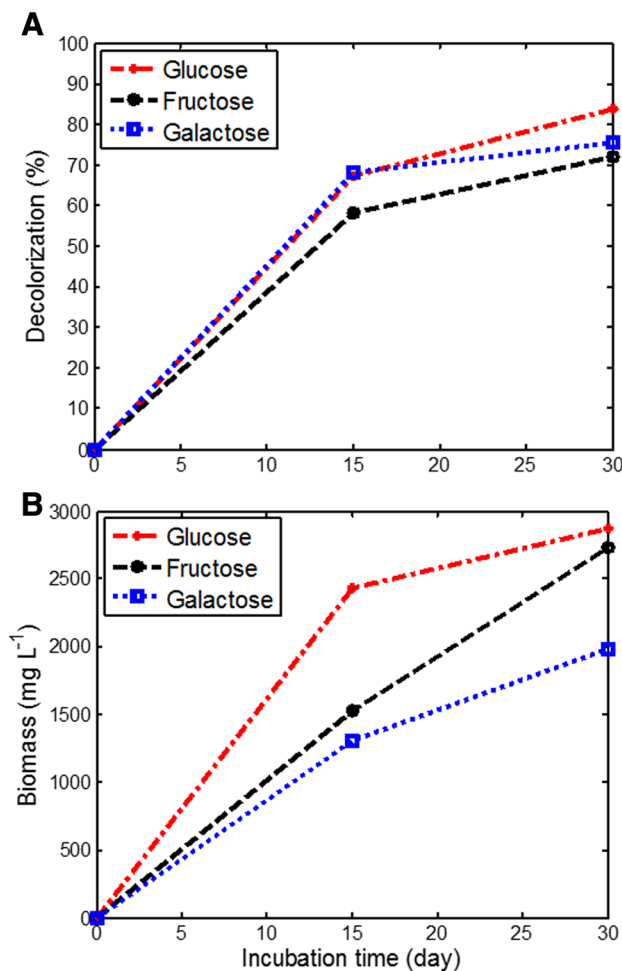 A
Decolorization (%)
100
90
80
70
60
50
40
30
20
10
0
Glucose
Fructose
Galactose
0 5 10 15 20 25 30
B
Biomass (mg L⁻¹)
3000
2500
2000
1500
1000
500
0
Glucose
Fructose
Galactose
0 5 10 15 20 25 30
Incubation time (day)